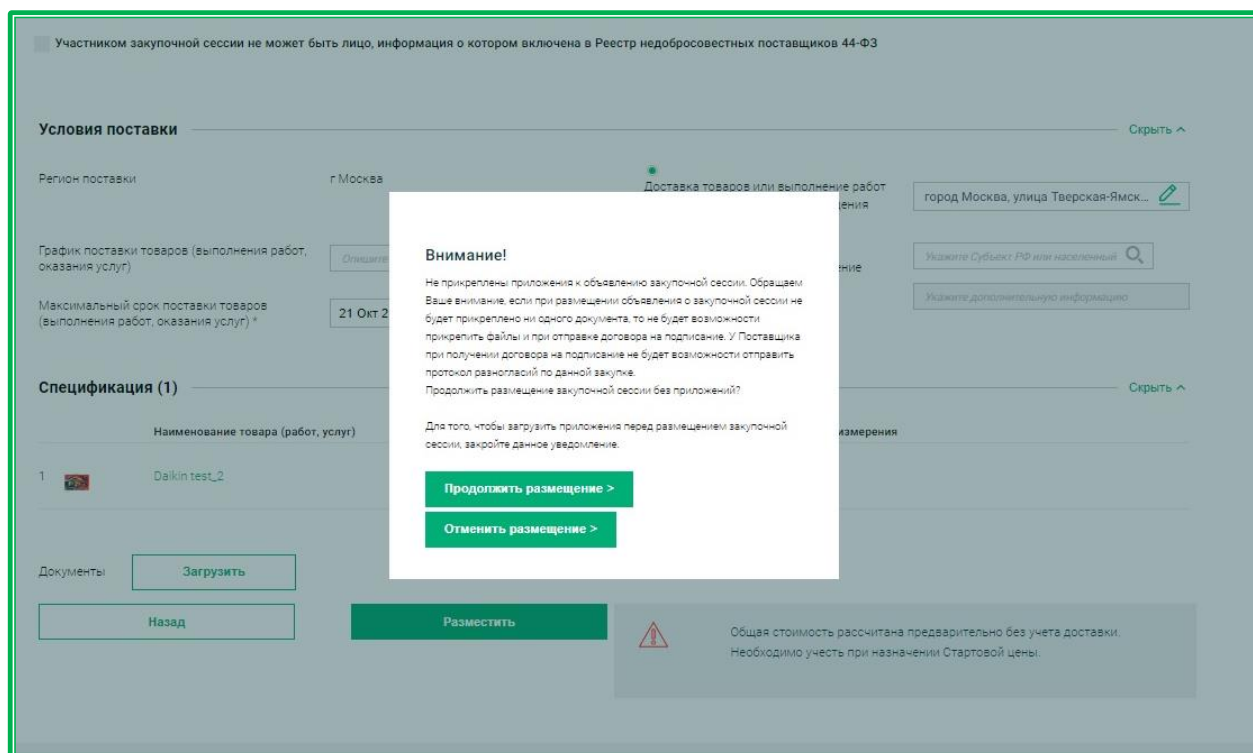 Участником закупочной сессии не может быть лицо, информация о котором включена в Реестр недобросовестных поставщиков 44-ФЗ
Условия поставки
Скрыть
Регион поставки
г Москва
Доставка товаров или выполнение работ
город Москва, улица Тверская-Ямск...
График поставки товаров (выполнения работ,
оказания услуг)
Укажите Субъект РФ или населенный
Максимальный срок поставки товаров
(выполнения работ, оказания услуг) *
21 Окт 2
Укажите дополнительную информацию
Внимание!
Не прикреплены приложения к объявлению закупочной сессии. Обращаем
Ваше внимание, если при размещении объявления о закупочной сессии не
будет прикреплено ни одного документа, то не будет возможности
прикрепить файлы и при отправке договора на подписание. У Поставщика
при получении договора на подписание не будет возможности отправить
протокол разногласий по данной закупке.
Продолжить размещение закупочной сессии без приложений?
Для того, чтобы загрузить приложения перед размещением закупочной
сессии, закройте данное уведомление.
Продолжить размещение >
Отменить размещение >
Спецификация (1)
Скрыть
Наименование товара (работ, услуг)
измерения
1
Daikin test_2
Документы
Загрузить
Назад
Разместить
Общая стоимость рассчитана предварительно без учета доставки.
Необходимо учесть при назначении Стартовой цены.